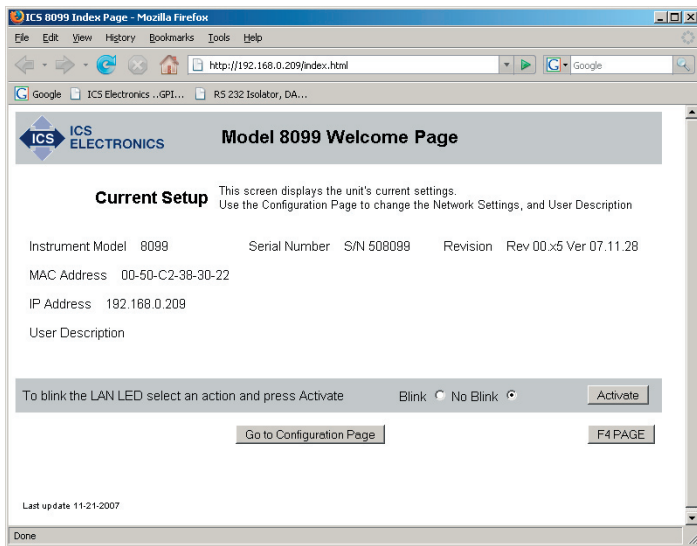 ICS 8099 Index Page - Mozilla Firefox
File Edit View History Bookmarks Tools Help
http://192.168.0.209/index.html
G Google
Google ICS Electronics ..GPI... RS 232 Isolator, DA...
ICS
ICS
ELECTRONICS
Model 8099 Welcome Page
Current Setup
This screen displays the unit's current settings.
Use the Configuration Page to change the Network Settings, and User Description
Instrument Model 8099 Serial Number S/N 508099 Revision Rev 00.x5 Ver 07.11.28
MAC Address 00-50-C2-38-30-22
IP Address 192.168.0.209
User Description
To blink the LAN LED select an action and press Activate Blink No Blink Activate
Go to Configuration Page F4 PAGE
Last update 11-21-2007
Done